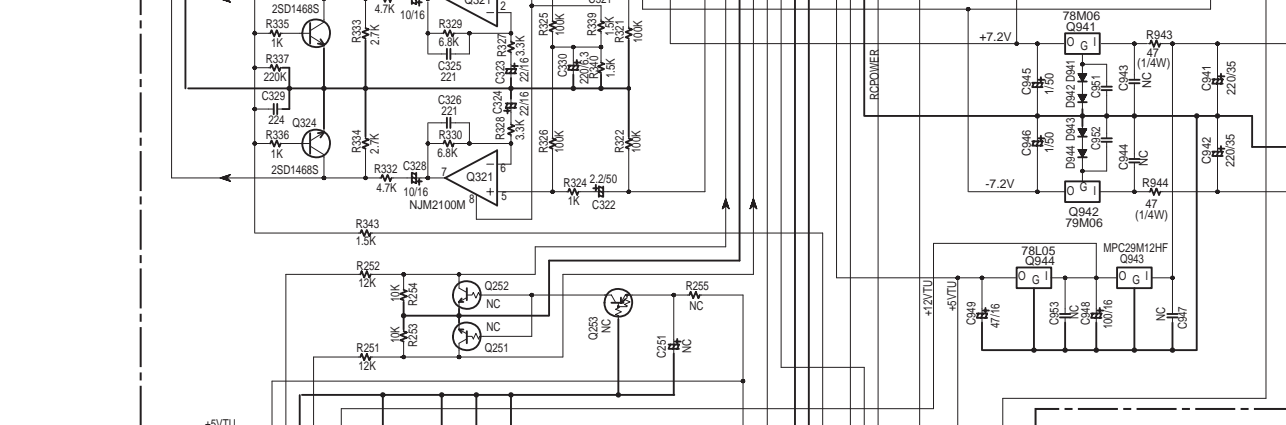 2SD1468S
R335
1K
R337
220K
C329
224
Q324
R336
1K
2SD1468S
R333
2.7K
R334
2.7K
4.7K
10/16
Q321
2
R329
6.8K
C325
221
C326
221
R330
6.8K
R327
3.3K
C323
22/16
C324
22/16
R328
3.3K
R325
100K
C330
220/6.3
R339
1.5K
R340
1.5K
R321
100K
R326
100K
R322
100K
R332
4.7K
C328
10/16
7
Q321
6
5
8
NJM2100M
R324
1K
2.2/50
C322
R343
1.5K
R252
12K
10K
R254
10K
R253
R251
12K
Q252
NC
NC
Q251
Q253
NC
R255
NC
C251
NC
+5VTU
RCPOWER
+7.2V
-7.2V
78M06
Q941
O G I
R943
47
(1/4W)
C945
1/50
C946
1/50
D941
D942
D943
D944
C951
C952
C943
NC
C944
NC
C941
220/35
C942
220/35
O G I
Q942
79M06
R944
47
(1/4W)
+12VTU
+5VTU
78L05
Q944
O G I
MPC29M12HF
Q943
O G I
C949
47/16
C953
NC
C948
100/16
NC
C947